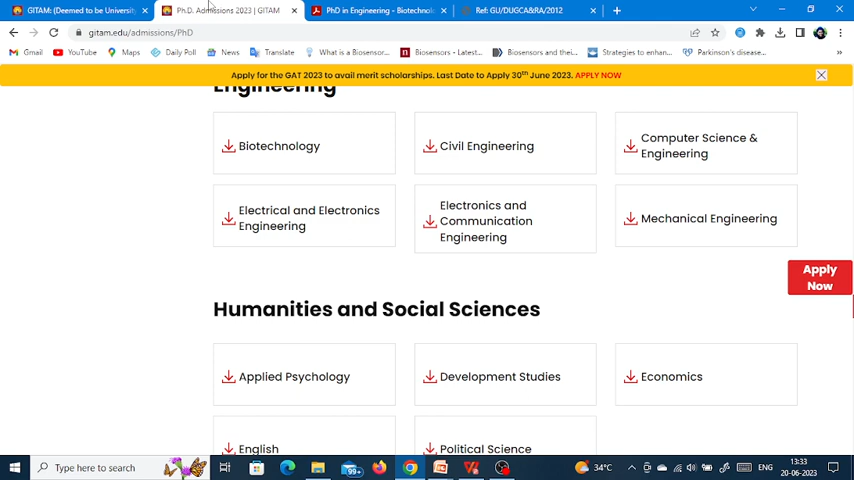 GITAM: (Deemed to be Universit
Ph.D. Admissions 2023 | GITAM
PhD in Engineering - Biotechnol
Ref: GU/DUGCA&RA/2012
gitam.edu/admissions/PhD
Gmail
YouTube
Maps
Daily Poll
News
Translate
What is a Biosensor...
Biosensors - Latest...
Biosensors and thei...
Strategies to enhan...
Parkinson's disease...
Apply for the GAT 2023 to avail merit scholarships. Last Date to Apply 30th June 2023. APPLY NOW
Engineering
Biotechnology
Civil Engineering
Computer Science &
Engineering
Electrical and Electronics
Engineering
Electronics and
Communication
Engineering
Mechanical Engineering
Apply
Now
Humanities and Social Sciences
Applied Psychology
Development Studies
Economics
English
Political Science
Type here to search
99+
34°C
ENG
13:33
20-06-2023